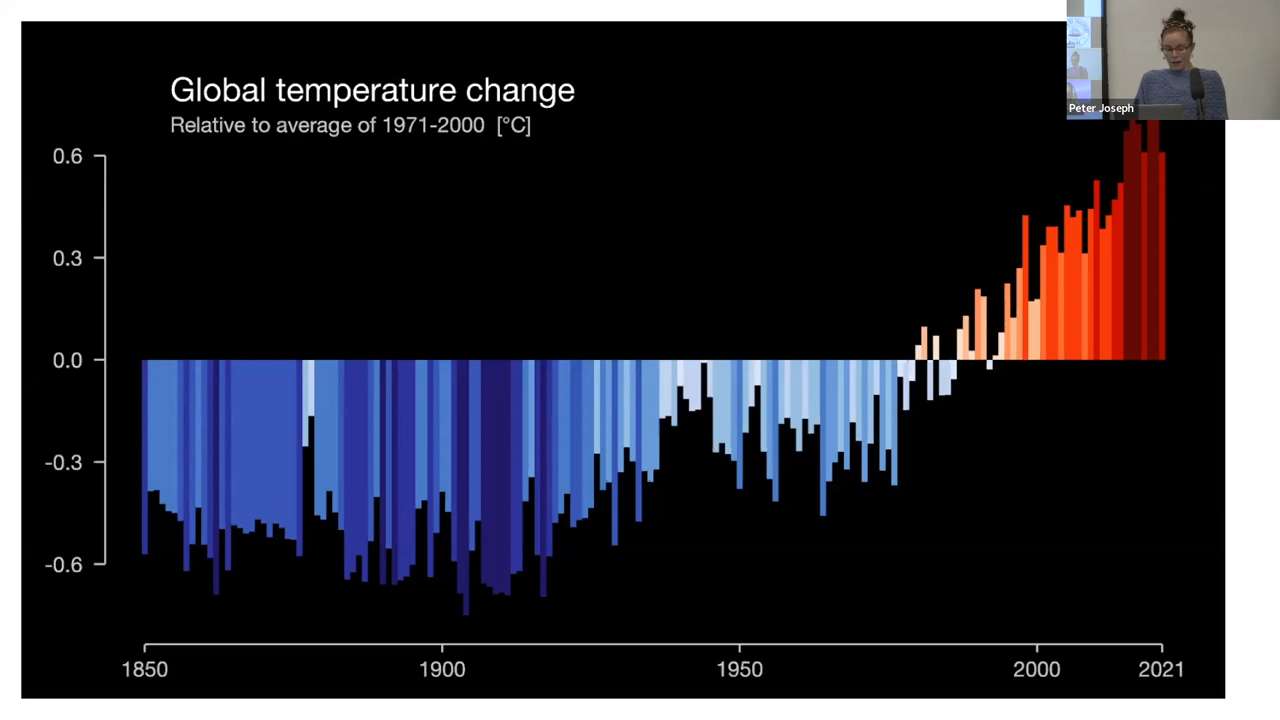 Global temperature change
Relative to average of 1971-2000 [°C]
Peter Joseph
0.6
0.3
0.0
-0.3
-0.6
1850 1900 1950 2000 2021